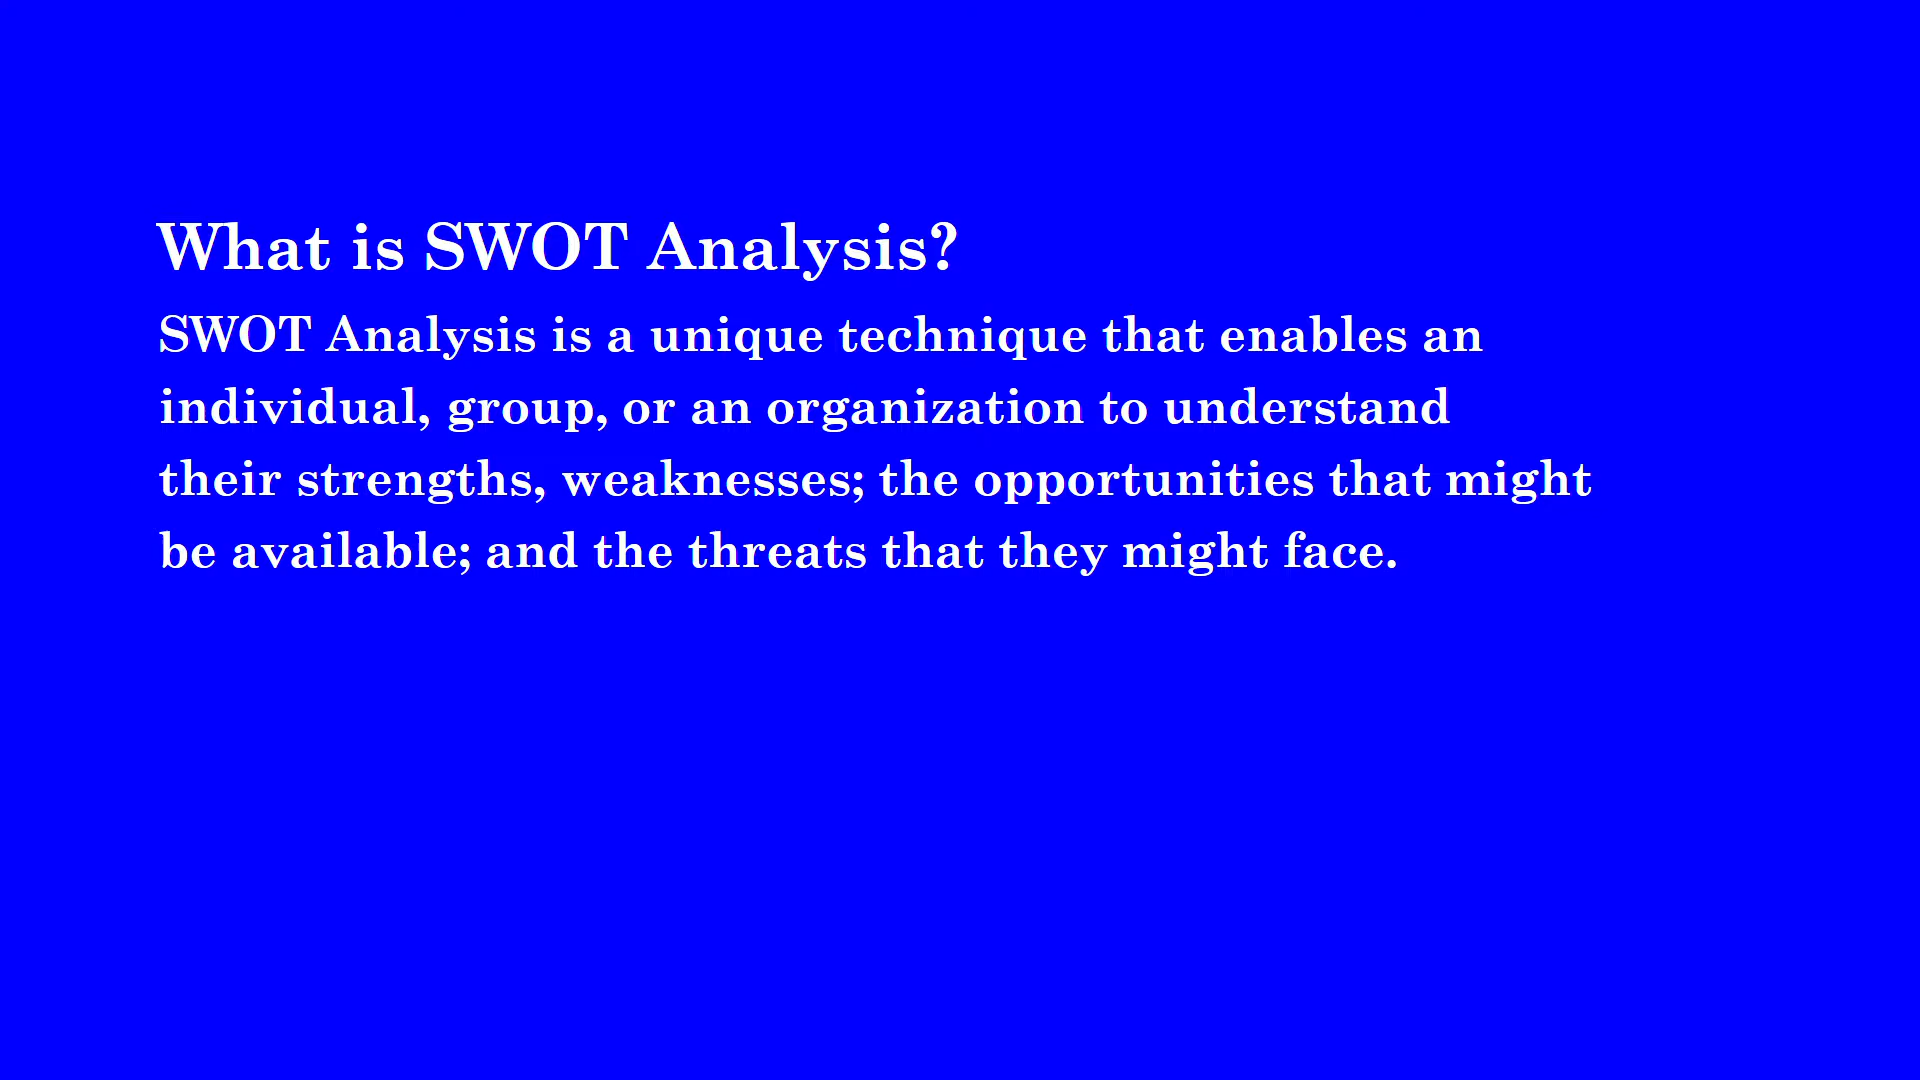 What is SWOT Analysis?
SWOT Analysis is a unique technique that enables an
individual, group, or an organization to understand
their strengths, weaknesses; the opportunities that might
be available; and the threats that they might face.